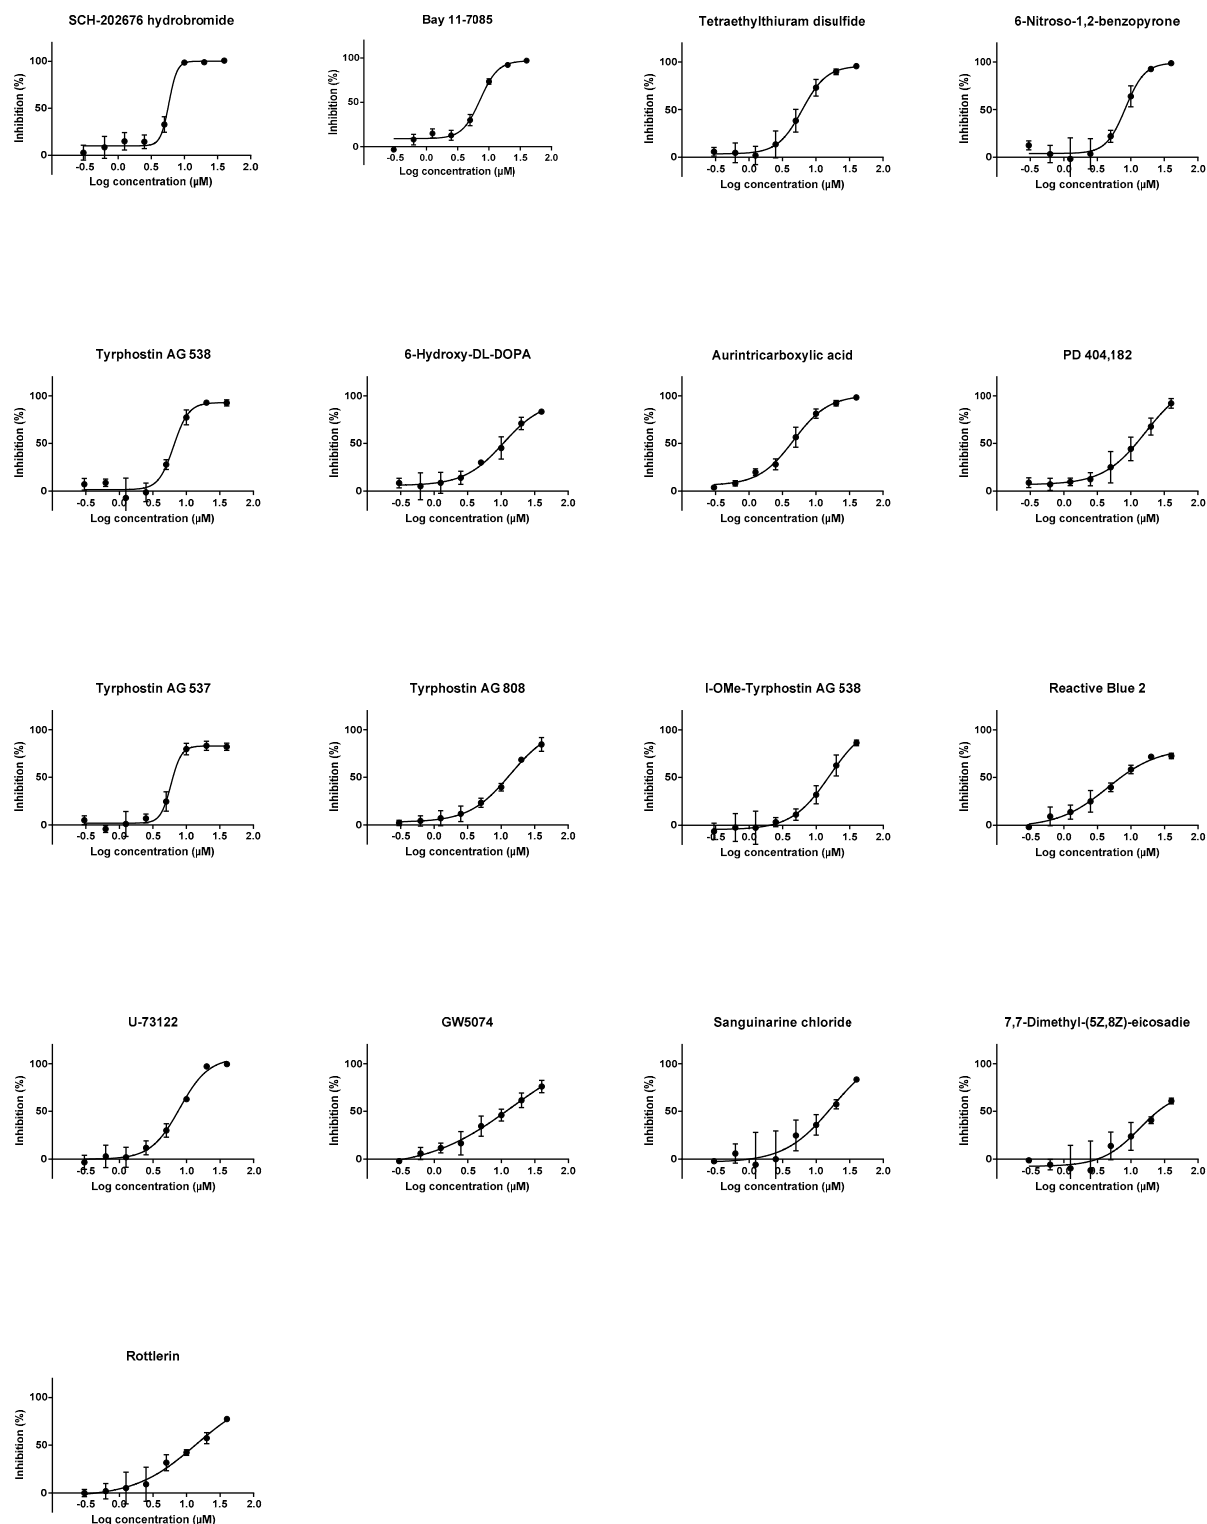 SCH-202676 hydrobromide
Inhibition (%)
100
50
0
-0.5 0.0 0.5 1.0 1.5 2.0
Log concentration (µM)
Bay 11-7085
Inhibition (%)
100
50
0
-0.5 0.0 0.5 1.0 1.5 2.0
Log concentration (µM)
Tetraethylthiuram disulfide
Inhibition (%)
100
50
0
-0.5 0.0 0.5 1.0 1.5 2.0
Log concentration (µM)
6-Nitroso-1,2-benzopyrone
Inhibition (%)
100
50
0
-0.5 0.0 0.5 1.0 1.5 2.0
Log concentration (µM)
Tyrphostin AG 538
Inhibition (%)
100
50
0
-0.5 0.0 0.5 1.0 1.5 2.0
Log concentration (µM)
6-Hydroxy-DL-DOPA
Inhibition (%)
100
50
0
-0.5 0.0 0.5 1.0 1.5 2.0
Log concentration (µM)
Aurintricarboxylic acid
Inhibition (%)
100
50
0
-0.5 0.0 0.5 1.0 1.5 2.0
Log concentration (µM)
PD 404,182
Inhibition (%)
100
50
0
-0.5 0.0 0.5 1.0 1.5 2.0
Log concentration (µM)
Tyrphostin AG 537
Inhibition (%)
100
50
0
-0.5 0.0 0.5 1.0 1.5 2.0
Log concentration (µM)
Tyrphostin AG 808
Inhibition (%)
100
50
0
-0.5 0.0 0.5 1.0 1.5 2.0
Log concentration (µM)
I-OMe-Tyrphostin AG 538
Inhibition (%)
100
50
0
-0.5 0.0 0.5 1.0 1.5 2.0
Log concentration (µM)
Reactive Blue 2
Inhibition (%)
100
50
0
-0.5 0.0 0.5 1.0 1.5 2.0
Log concentration (µM)
U-73122
Inhibition (%)
100
50
0
-0.5 0.0 0.5 1.0 1.5 2.0
Log concentration (µM)
GW5074
Inhibition (%)
100
50
0
-0.5 0.0 0.5 1.0 1.5 2.0
Log concentration (µM)
Sanguinarine chloride
Inhibition (%)
100
50
0
-0.5 0.0 0.5 1.0 1.5 2.0
Log concentration (µM)
7,7-Dimethyl-(5Z,8Z)-eicosadie
Inhibition (%)
100
50
0
-0.5 0.0 0.5 1.0 1.5 2.0
Log concentration (µM)
Rottlerin
Inhibition (%)
100
50
0
-0.5 0.0 0.5 1.0 1.5 2.0
Log concentration (µM)